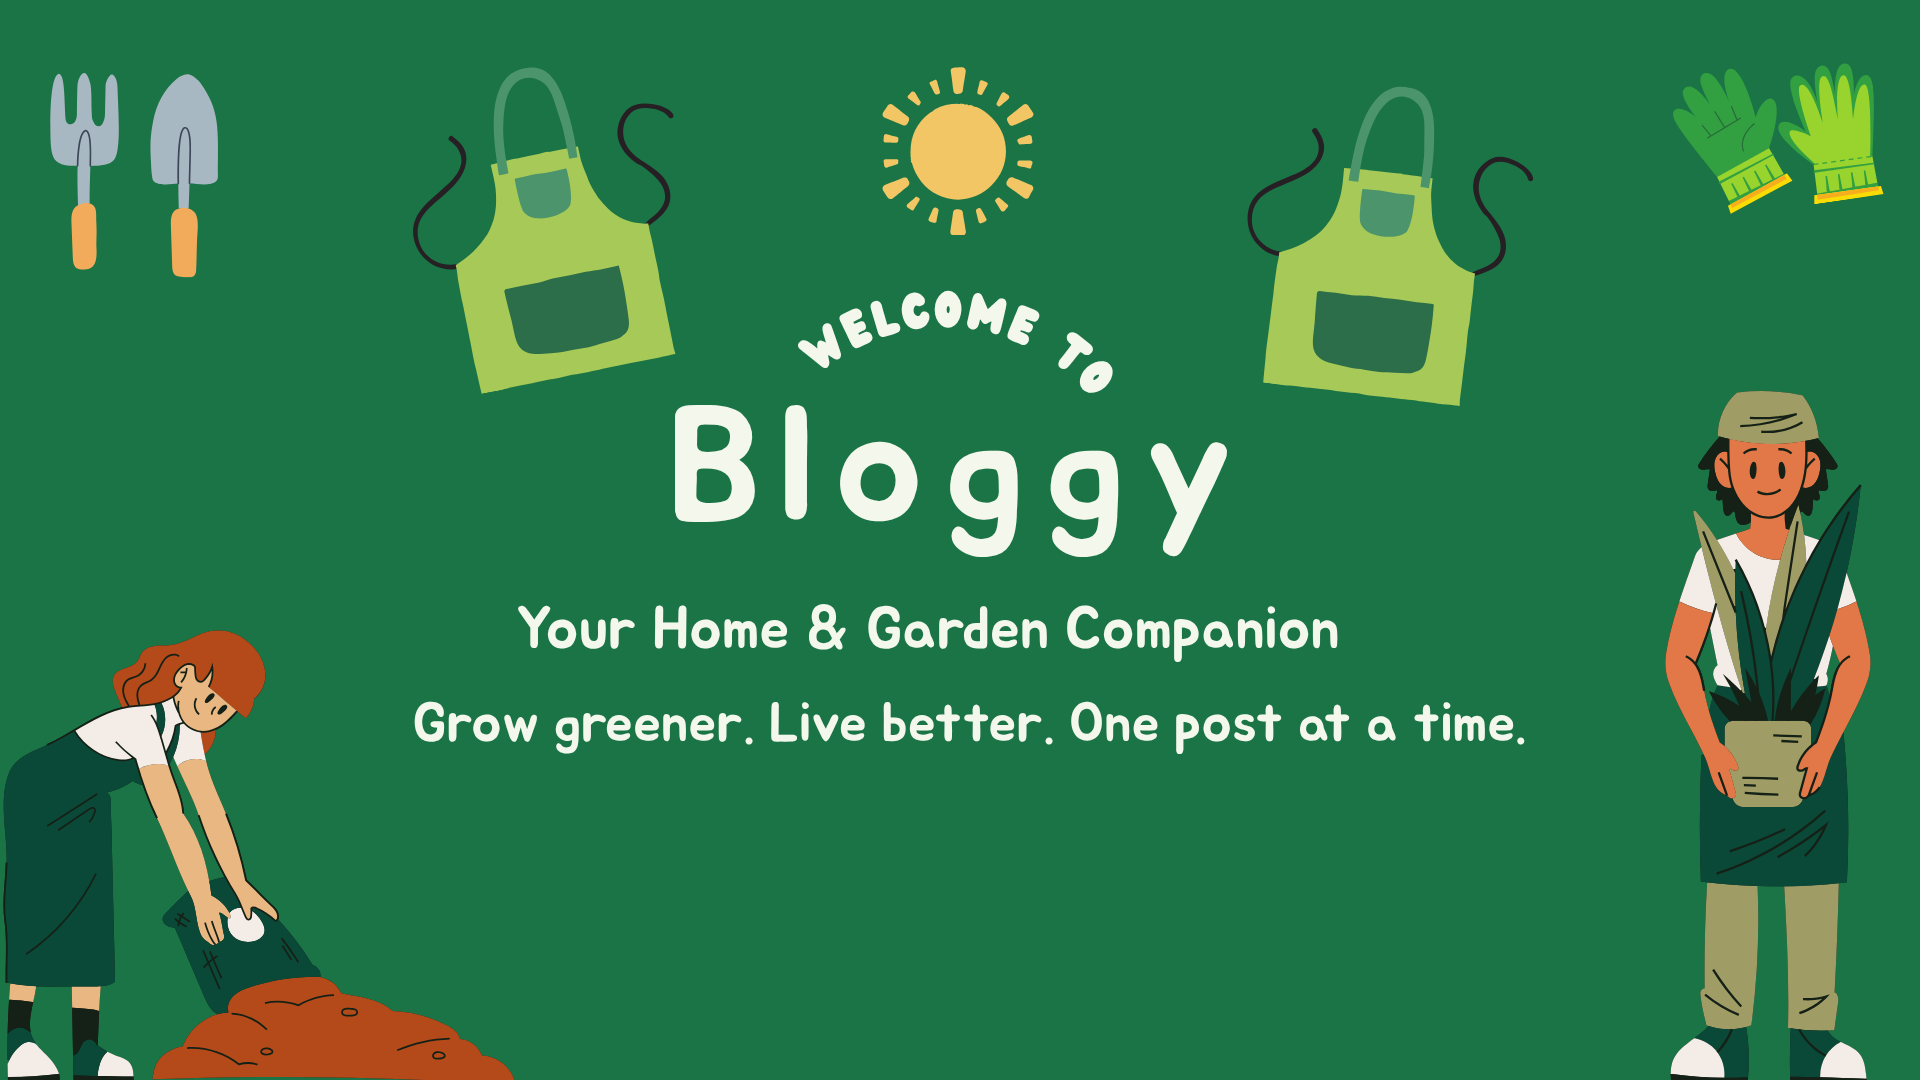 WELCOME TO
Bloggy
Your Home & Garden Companion
Grow greener. Live better. One post at a time.